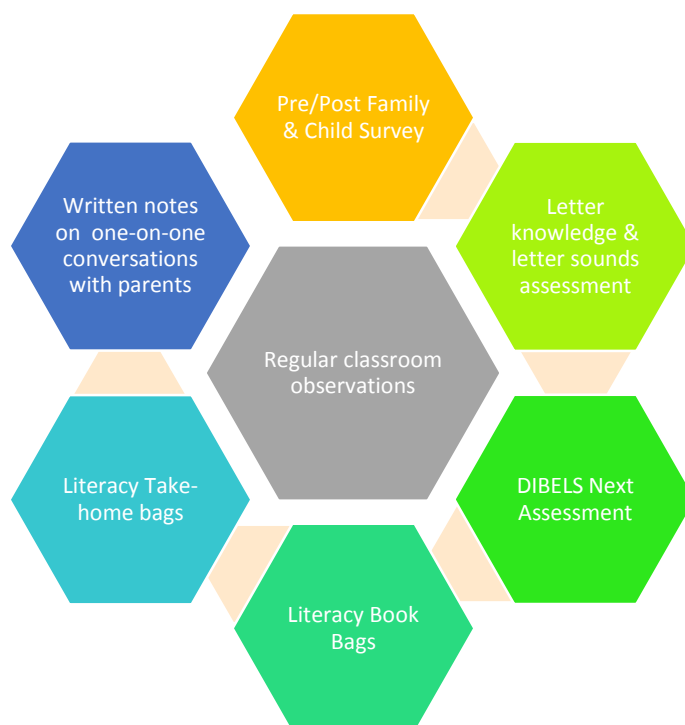 Pre/Post Family
& Child Survey
Written notes
on one-on-one
conversations
with parents
Letter
knowledge &
letter sounds
assessment
Regular classroom
observations
Literacy Take-
home bags
DIBELS Next
Assessment
Literacy Book
Bags